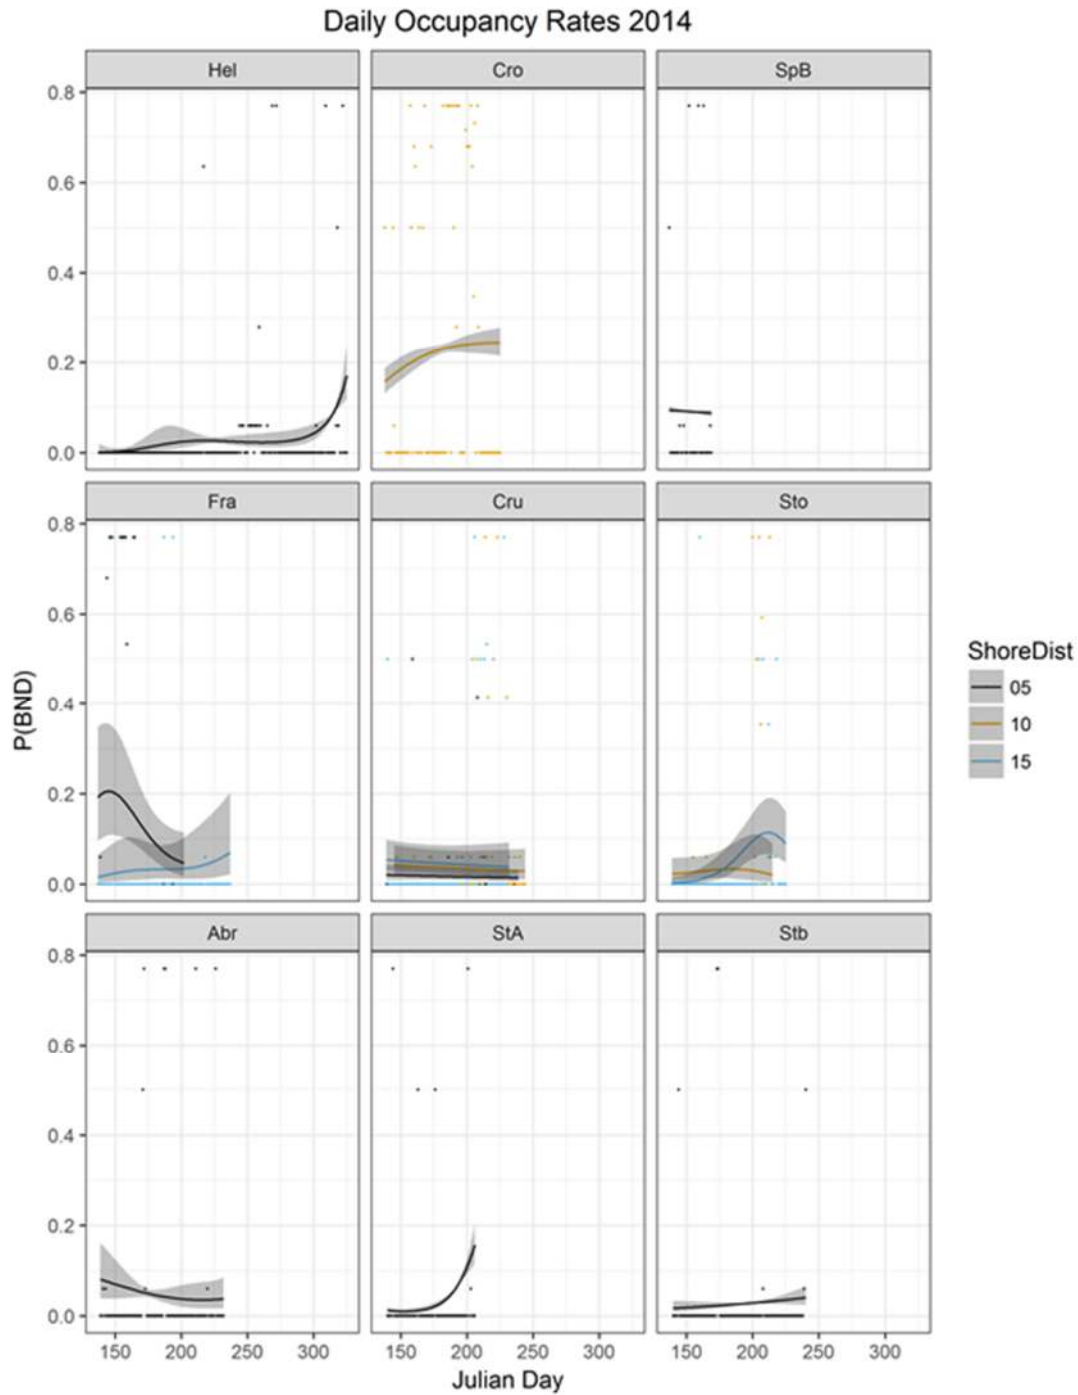 Daily Occupancy Rates 2014
Hel Cro SpB
0.8
0.6
0.4
0.2
0.0
Fra Cru Sto
0.8
0.6
0.4
0.2
0.0
Abr StA Stb
0.8
0.6
0.4
0.2
0.0
150 200 250 300 150 200 250 300 150 200 250 300
Julian Day
P(BND)
ShoreDist
05
10
15